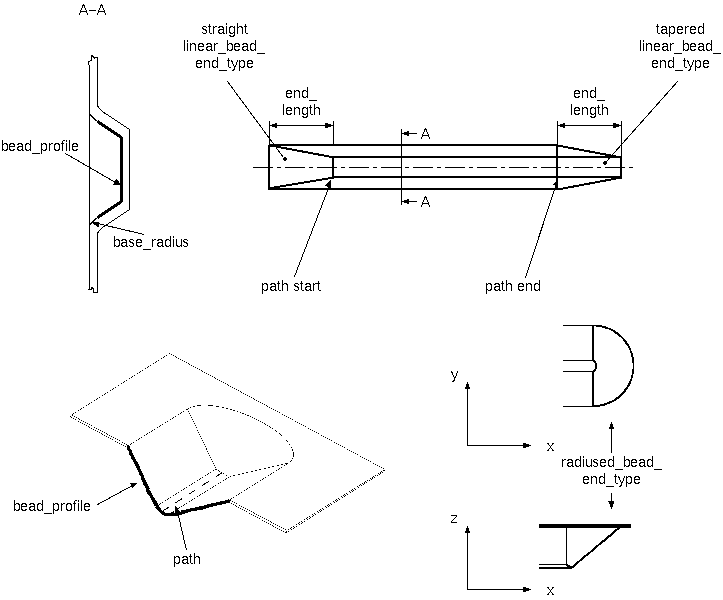 A–A
straight
linear_bead_
end_type
tapered
linear_bead_
end_type
end_
length
end_
length
A
bead_profile
A
base_radius
path start
path end
y
x
radiused_bead_
end_type
bead_profile
path
z
x